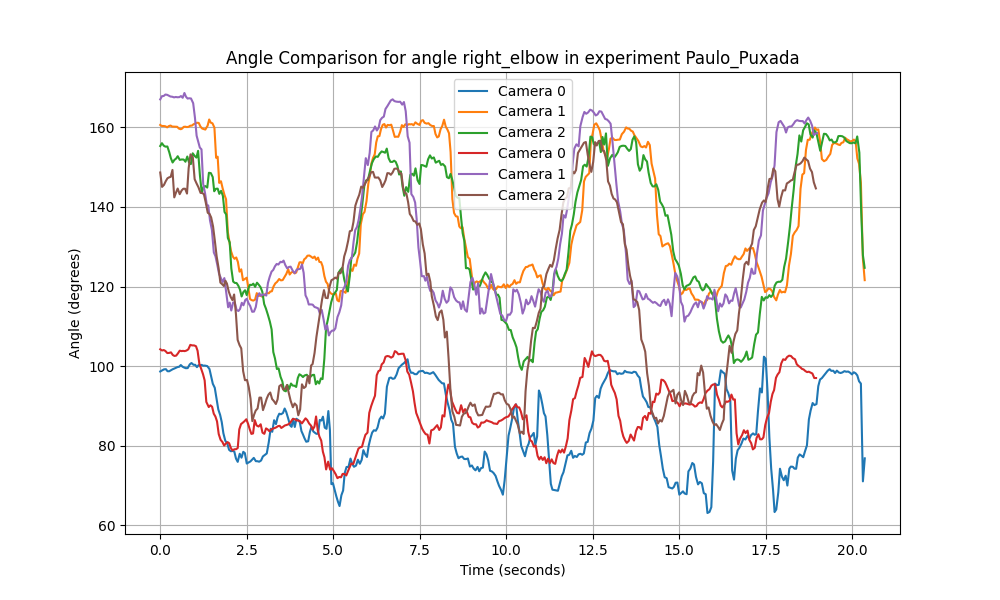 Angle Comparison for angle right_elbow in experiment Paulo_Puxada
Camera 0
Camera 1
Camera 2
Camera 0
Camera 1
Camera 2
Angle (degrees)
160
140
120
100
80
60
0.0 2.5 5.0 7.5 10.0 12.5 15.0 17.5 20.0
Time (seconds)